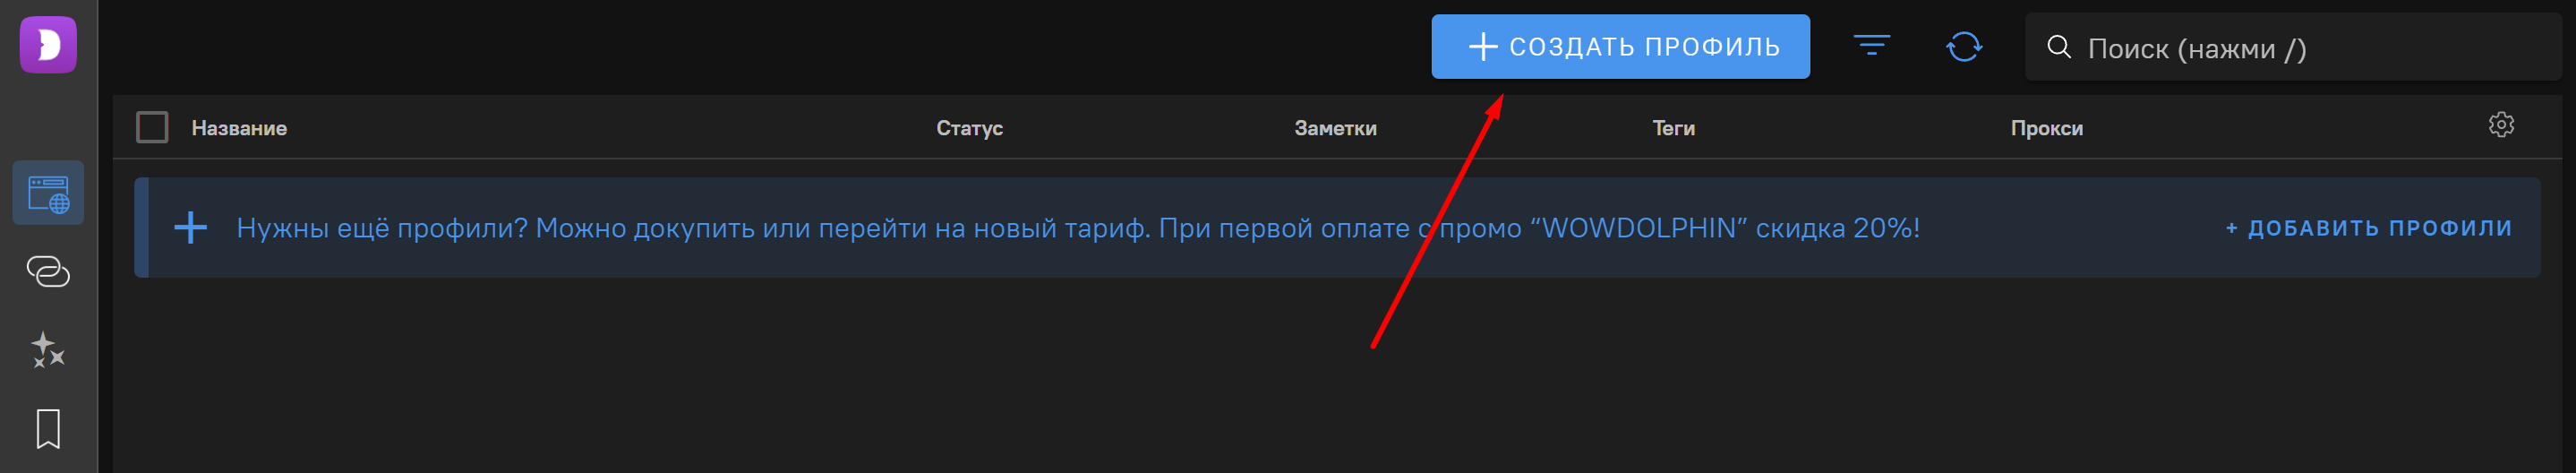 + СОЗДАТЬ ПРОФИЛЬ
Поиск (нажми /)
Название Статус Заметки Теги Прокси
Нужны ещё профили? Можно докупить или перейти на новый тариф. При первой оплате с промо “WOWDOLPHIN” скидка 20%!
+ ДОБАВИТЬ ПРОФИЛИ